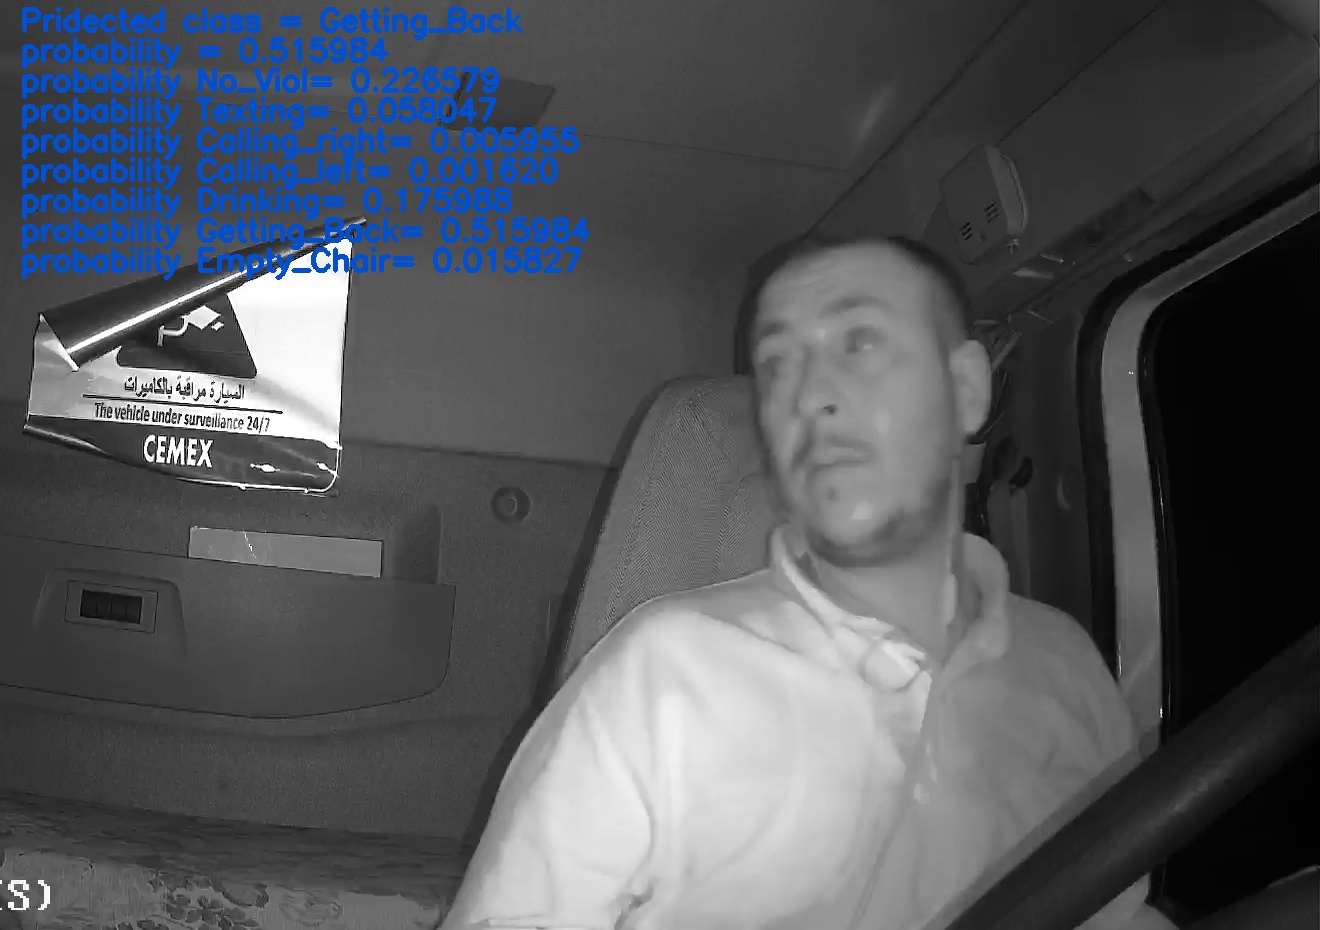 Pridected class = Getting_Back
probability = 0.515984
probability No_Viol= 0.226579
probability Texting= 0.058047
probability Calling_right= 0.005955
probability Calling_left= 0.001620
probability Drinking= 0.175988
probability Getting_Back= 0.515984
probability Empty_Chair= 0.015827
السيارة مراقبة بالكاميرات
The vehicle under surveillance 24/7
CEMEX
S)